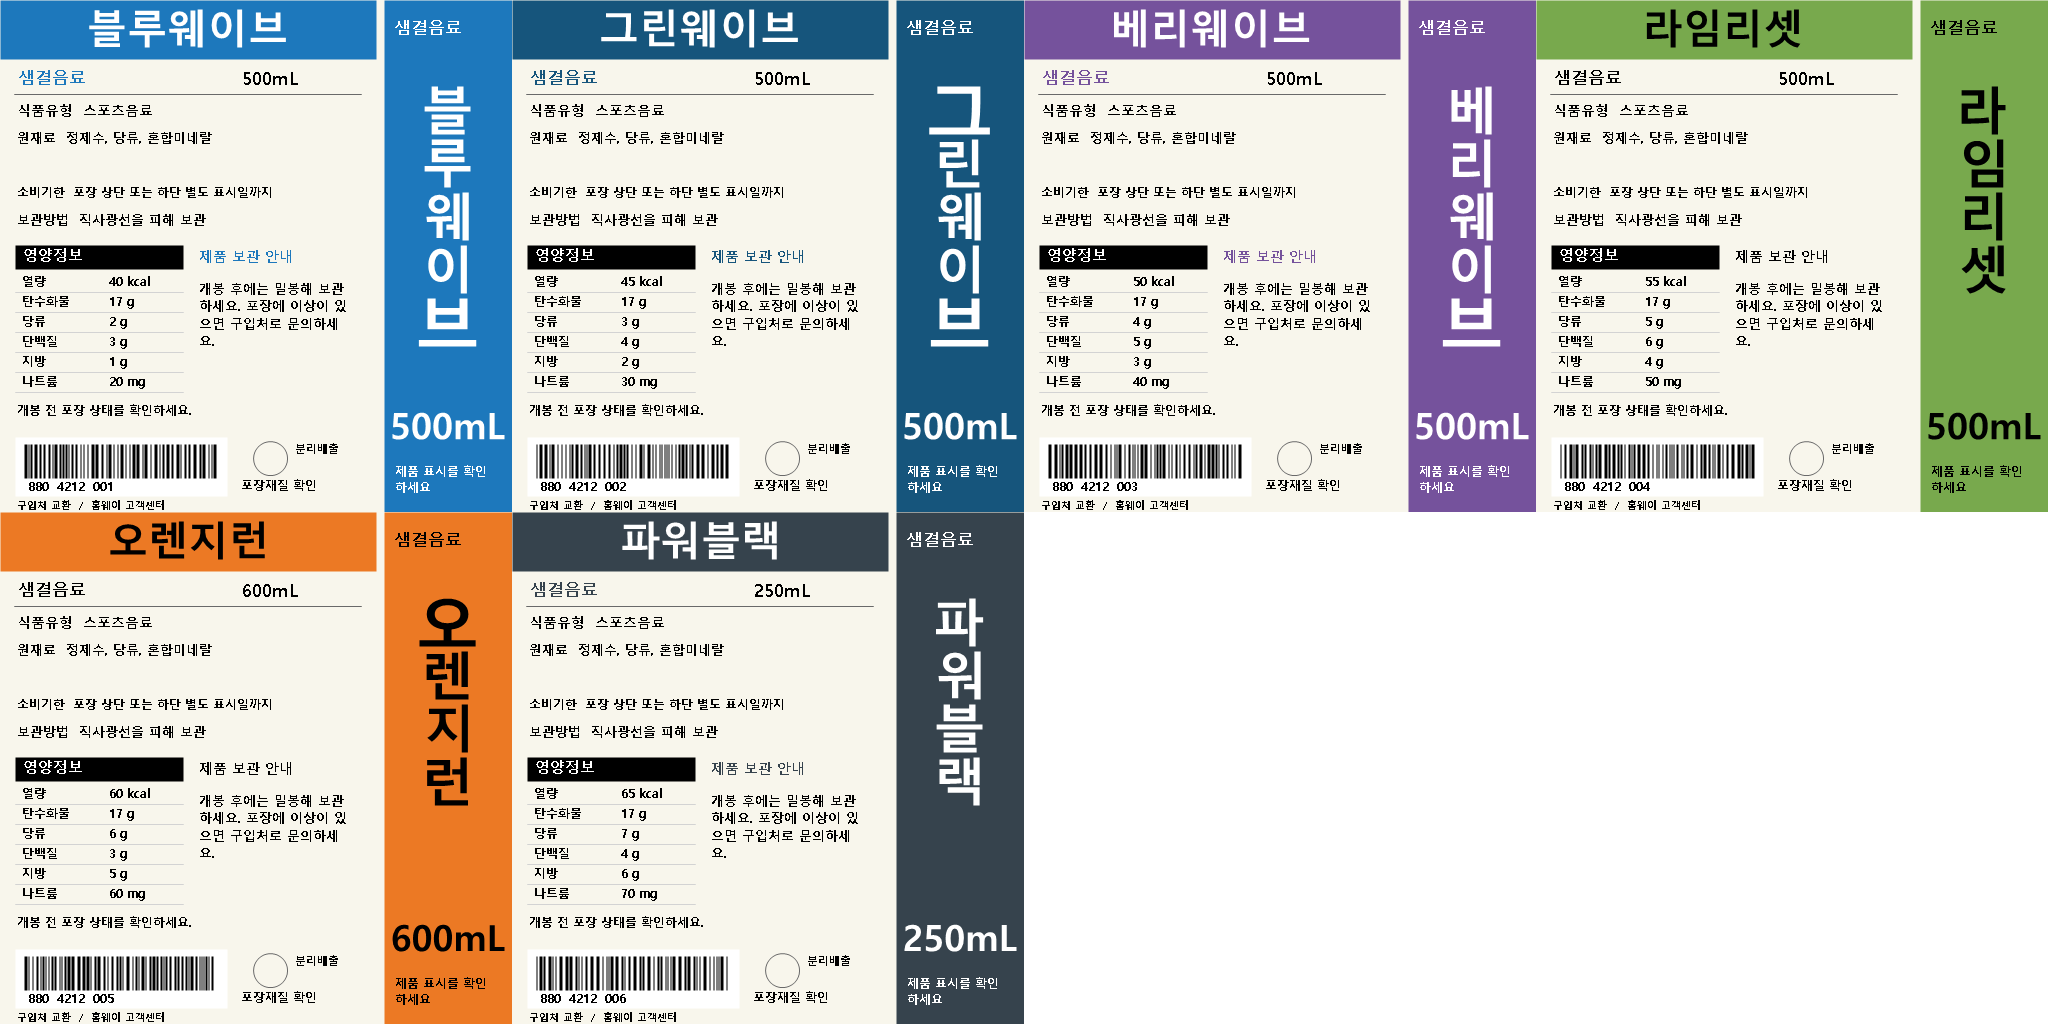 블루웨이브
샘결음료 500mL
식품유형 스포츠음료
원재료 정제수, 당류, 혼합미네랄
소비기한 포장 상단 또는 하단 별도 표시일까지
보관방법 직사광선을 피해 보관
영양정보
열량 40 kcal
탄수화물 17 g
당류 2 g
단백질 3 g
지방 1 g
나트륨 20 mg
제품 보관 안내
개봉 후에는 밀봉해 보관
하세요. 포장에 이상이 있
으면 구입처로 문의하세
요.
개봉 전 포장 상태를 확인하세요.
880 4212 001
분리배출
포장재질 확인
구입처 교환 / 홈웨이 고객센터
샘결음료
블루웨이브
500mL
제품 표시를 확인
하세요
그린웨이브
샘결음료 500mL
식품유형 스포츠음료
원재료 정제수, 당류, 혼합미네랄
소비기한 포장 상단 또는 하단 별도 표시일까지
보관방법 직사광선을 피해 보관
영양정보
열량 45 kcal
탄수화물 17 g
당류 3 g
단백질 4 g
지방 2 g
나트륨 30 mg
제품 보관 안내
개봉 후에는 밀봉해 보관
하세요. 포장에 이상이 있
으면 구입처로 문의하세
요.
개봉 전 포장 상태를 확인하세요.
880 4212 002
분리배출
포장재질 확인
구입처 교환 / 홈웨이 고객센터
샘결음료
그린웨이브
500mL
제품 표시를 확인
하세요
베리웨이브
샘결음료 500mL
식품유형 스포츠음료
원재료 정제수, 당류, 혼합미네랄
소비기한 포장 상단 또는 하단 별도 표시일까지
보관방법 직사광선을 피해 보관
영양정보
열량 50 kcal
탄수화물 17 g
당류 4 g
단백질 5 g
지방 3 g
나트륨 40 mg
제품 보관 안내
개봉 후에는 밀봉해 보관
하세요. 포장에 이상이 있
으면 구입처로 문의하세
요.
개봉 전 포장 상태를 확인하세요.
880 4212 003
분리배출
포장재질 확인
구입처 교환 / 홈웨이 고객센터
샘결음료
베리웨이브
500mL
제품 표시를 확인
하세요
라임리셋
샘결음료 500mL
식품유형 스포츠음료
원재료 정제수, 당류, 혼합미네랄
소비기한 포장 상단 또는 하단 별도 표시일까지
보관방법 직사광선을 피해 보관
영양정보
열량 55 kcal
탄수화물 17 g
당류 5 g
단백질 6 g
지방 4 g
나트륨 50 mg
제품 보관 안내
개봉 후에는 밀봉해 보관
하세요. 포장에 이상이 있
으면 구입처로 문의하세
요.
개봉 전 포장 상태를 확인하세요.
880 4212 004
분리배출
포장재질 확인
구입처 교환 / 홈웨이 고객센터
샘결음료
라임리셋
500mL
제품 표시를 확인
하세요
오렌지런
샘결음료 600mL
식품유형 스포츠음료
원재료 정제수, 당류, 혼합미네랄
소비기한 포장 상단 또는 하단 별도 표시일까지
보관방법 직사광선을 피해 보관
영양정보
열량 60 kcal
탄수화물 17 g
당류 6 g
단백질 3 g
지방 5 g
나트륨 60 mg
제품 보관 안내
개봉 후에는 밀봉해 보관
하세요. 포장에 이상이 있
으면 구입처로 문의하세
요.
개봉 전 포장 상태를 확인하세요.
880 4212 005
분리배출
포장재질 확인
구입처 교환 / 홈웨이 고객센터
샘결음료
오렌지런
600mL
제품 표시를 확인
하세요
파워블랙
샘결음료 250mL
식품유형 스포츠음료
원재료 정제수, 당류, 혼합미네랄
소비기한 포장 상단 또는 하단 별도 표시일까지
보관방법 직사광선을 피해 보관
영양정보
열량 65 kcal
탄수화물 17 g
당류 7 g
단백질 4 g
지방 6 g
나트륨 70 mg
제품 보관 안내
개봉 후에는 밀봉해 보관
하세요. 포장에 이상이 있
으면 구입처로 문의하세
요.
개봉 전 포장 상태를 확인하세요.
880 4212 006
분리배출
포장재질 확인
구입처 교환 / 홈웨이 고객센터
샘결음료
파워블랙
250mL
제품 표시를 확인
하세요